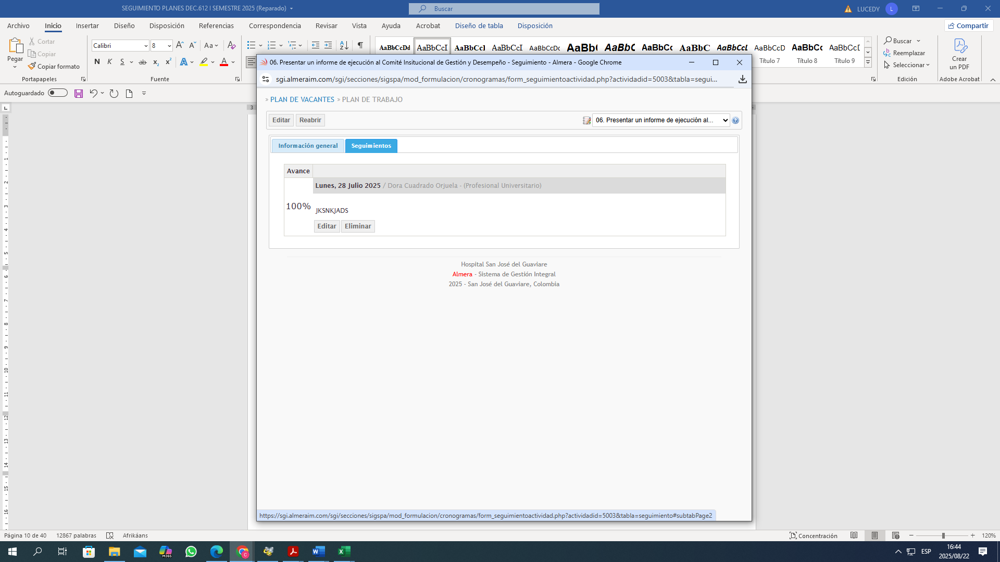 SEGUIMIENTO PLANES DEC.612 I SEMESTRE 2025 (Reparado)
Buscar
LUCEDY
L
Archivo Inicio Insertar Diseño Disposición Referencias Correspondencia Revisar Vista Ayuda Acrobat Diseño de tabla Disposición
Compartir
Pegar
Cortar
Copiar
Copiar formato
Portapapeles
Calibri 8
Fuente
AaBbCcDd AaBbCcI AaBbCcI AaBbCcI AaBbCcDc AaBb( AaBbC AaBbCc AaBbC AaBbCcL AaBbCcD AaBbCc AaBbCcD
Título 7 Título 8 Título 9
Buscar
Reemplazar
Seleccionar
Edición
Crear
un PDF
Adobe Acrobat
Autoguardado
06. Presentar un informe de ejecución al Comité Insitucional de Gestión y Desempeño - Seguimiento - Almera - Google Chrome
sgi.almeraim.com/sgi/secciones/sigspa/mod_formulacion/cronogramas/form_seguimientoactividad.php?actividadid=5003&tabla=segui...
» PLAN DE VACANTES » PLAN DE TRABAJO
Editar Reabrir
06. Presentar un informe de ejecución al...
Información general Seguimientos
Avance
Lunes, 28 Julio 2025 / Dora Cuadrado Orjuela - (Profesional Universitario)
100%
JKSNKJADS
Editar Eliminar
Hospital San José del Guaviare
Almera - Sistema de Gestión Integral
2025 - San José del Guaviare, Colombia
https://sgi.almeraim.com/sgi/secciones/sigspa/mod_formulacion/cronogramas/form_seguimientoactividad.php?actividadid=5003&tabla=seguimiento#subtabPage2
Página 10 de 40 12867 palabras Afrikáans
Concentración
120%
ESP
16:44
2025/08/22